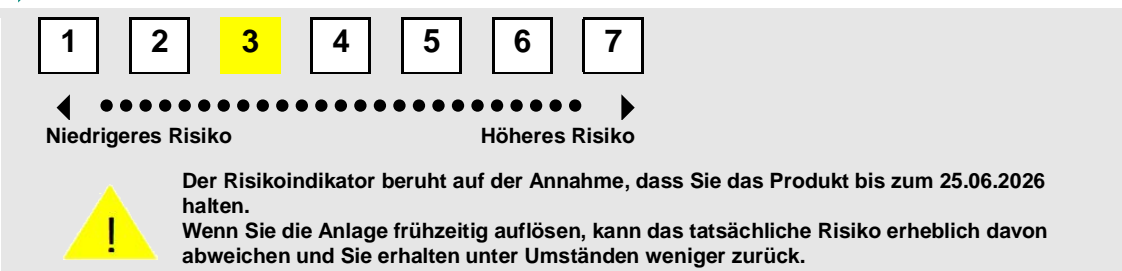 1 2 3 4 5 6 7
Niedrigeres Risiko Höheres Risiko
Der Risikoindikator beruht auf der Annahme, dass Sie das Produkt bis zum 25.06.2026
halten.
! Wenn Sie die Anlage frühzeitig auflösen, kann das tatsächliche Risiko erheblich davon
abweichen und Sie erhalten unter Umständen weniger zurück.